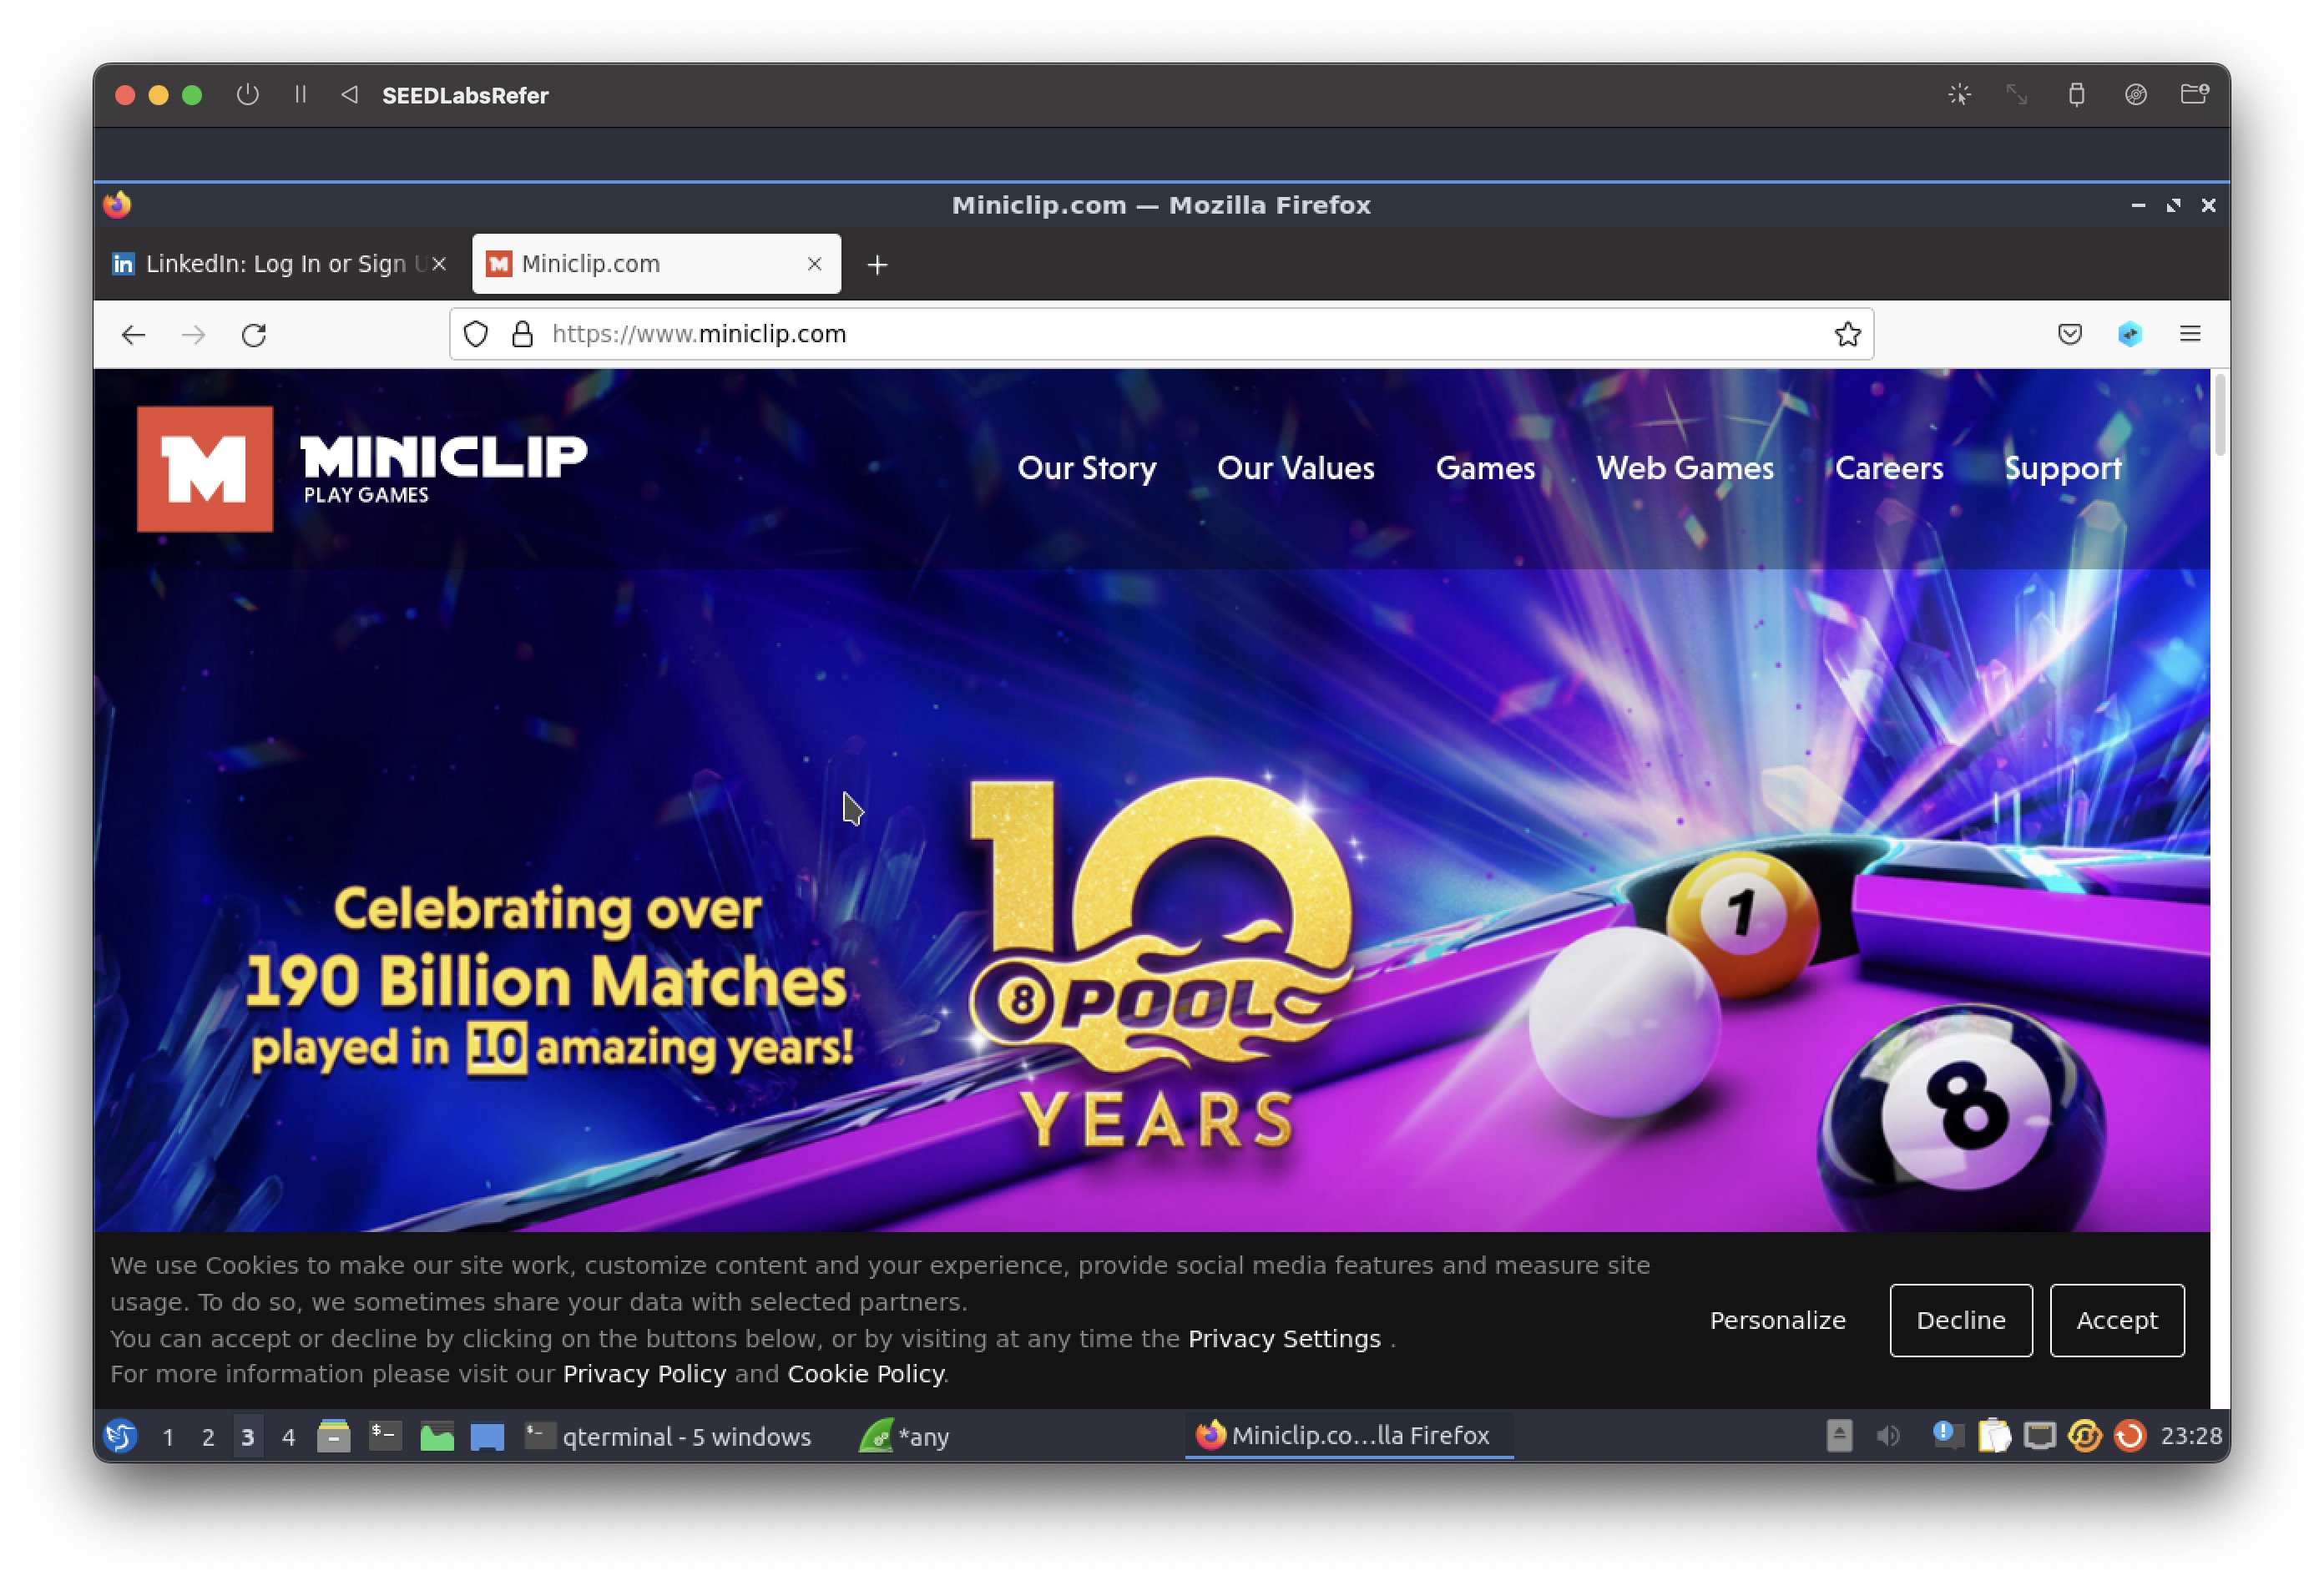 SEEDLabsRefer
Miniclip.com — Mozilla Firefox
LinkedIn: Log In or Sign U
Miniclip.com
https://www.miniclip.com
M
MINICLIP
PLAY GAMES
Our Story
Our Values
Games
Web Games
Careers
Support
Celebrating over
190 Billion Matches
played in 10 amazing years!
10
8 POOL
YEARS
1
8
We use Cookies to make our site work, customize content and your experience, provide social media features and measure site
usage. To do so, we sometimes share your data with selected partners.
You can accept or decline by clicking on the buttons below, or by visiting at any time the Privacy Settings .
For more information please visit our Privacy Policy and Cookie Policy.
Personalize
Decline
Accept
1 2 3 4
qterminal - 5 windows
*any
Miniclip.co...lla Firefox
23:28